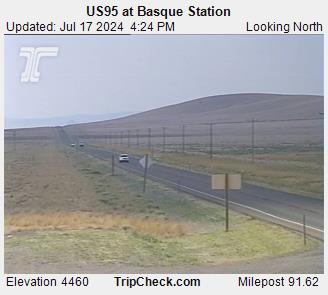 US95 at Basque Station
Updated: Jul 17 2024 4:24 PM Looking North
Elevation 4460 TripCheck.com Milepost 91.62